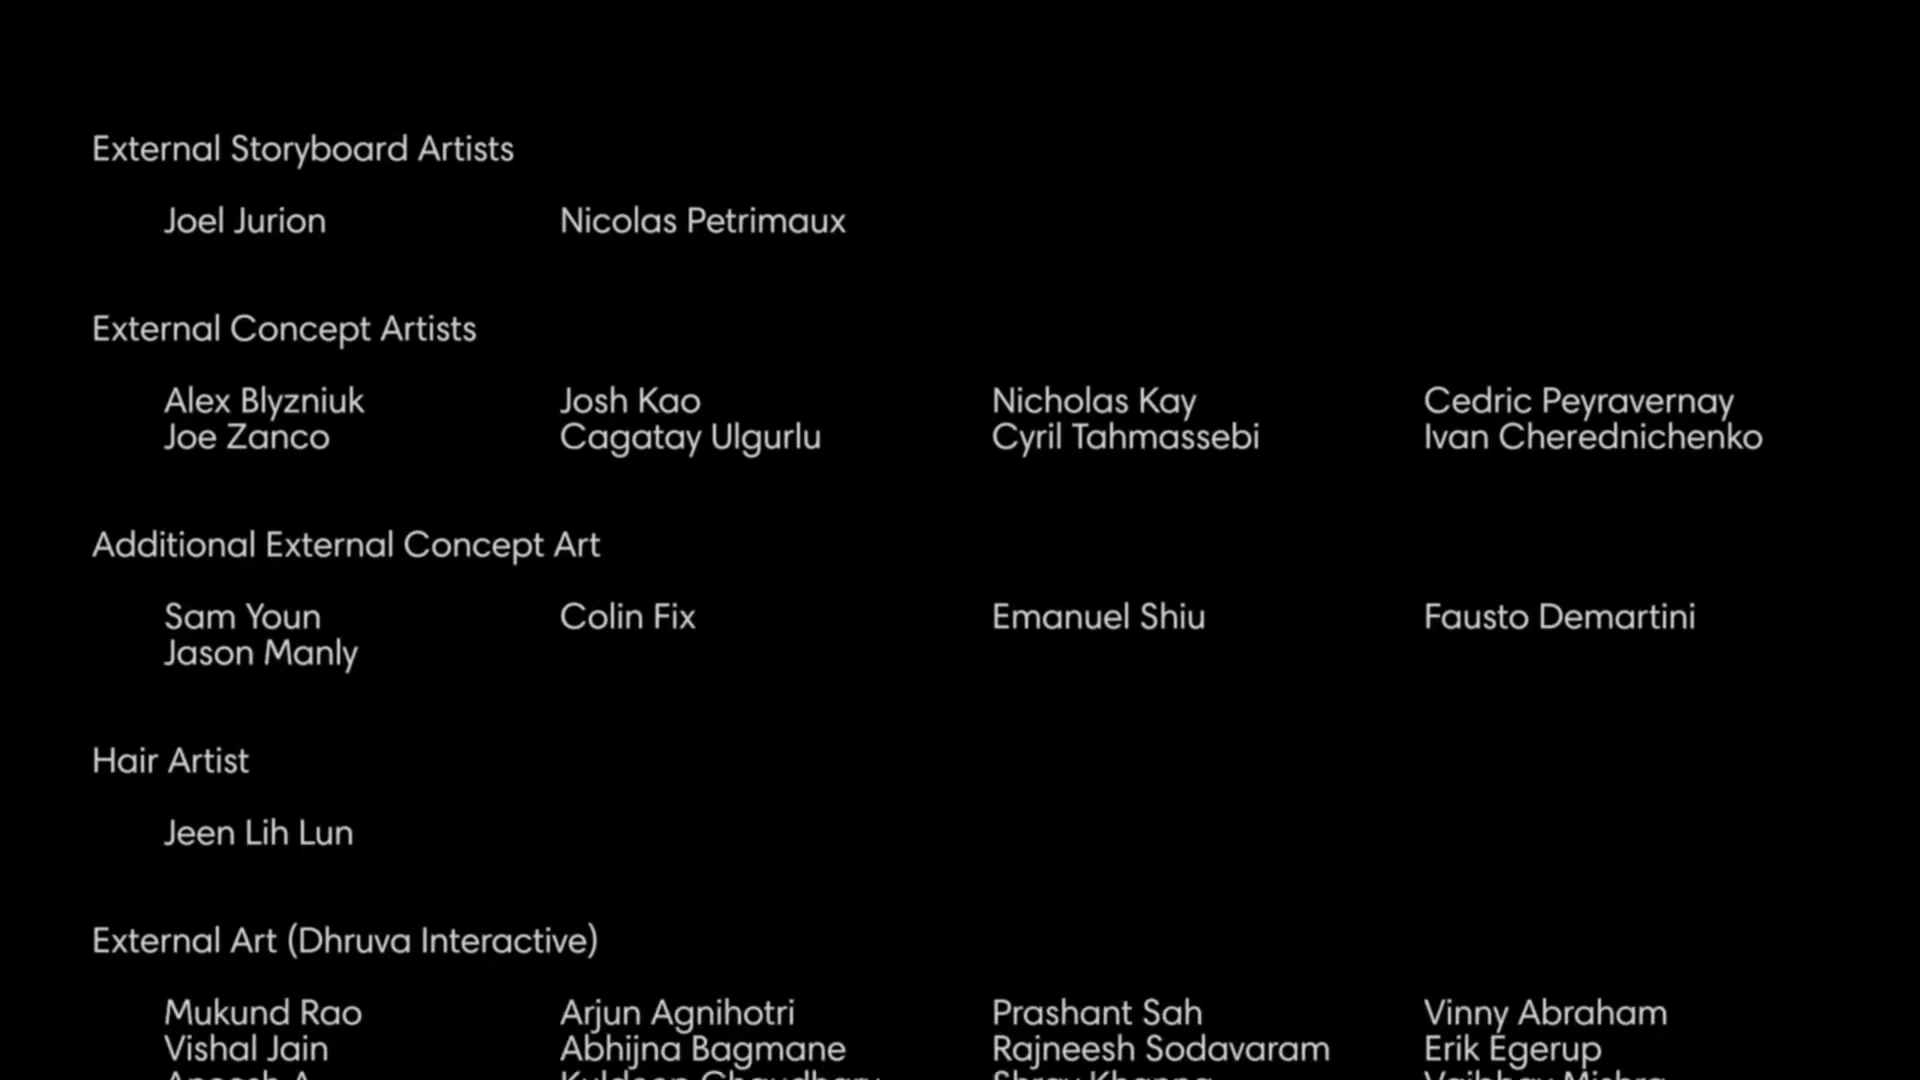 External Storyboard Artists
Joel Jurion Nicolas Petrimaux
External Concept Artists
Alex Blyzniuk Josh Kao Nicholas Kay Cedric Peyravernay
Joe Zanco Cagatay Ulgurlu Cyril Tahmassebi Ivan Cherednichenko
Additional External Concept Art
Sam Youn Colin Fix Emanuel Shiu Fausto Demartini
Jason Manly
Hair Artist
Jeen Lih Lun
External Art (Dhruva Interactive)
Mukund Rao Arjun Agnihotri Prashant Sah Vinny Abraham
Vishal Jain Abhijna Bagmane Rajneesh Sodavaram Erik Egerup